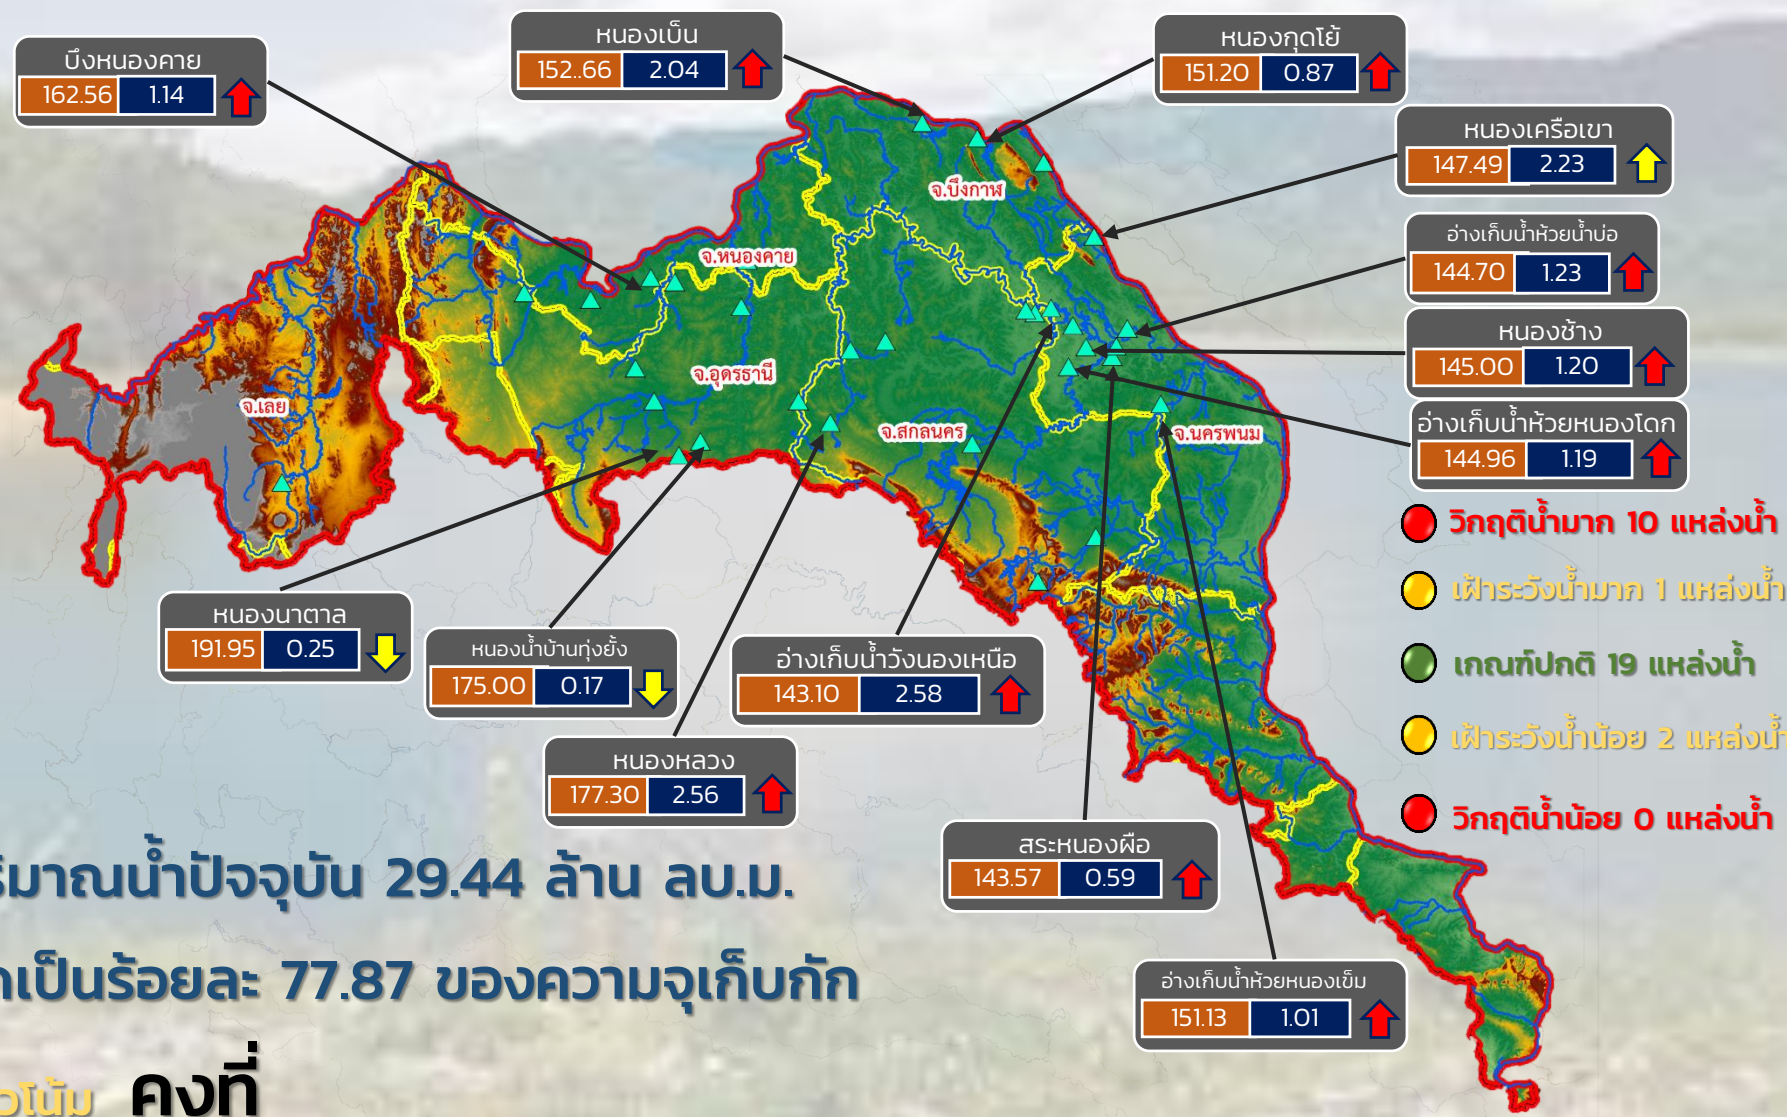 บึงหนองคาย
162.56 1.14
หนองเบ็น
152..66 2.04
หนองกุดโย้
151.20 0.87
หนองเครือเขา
147.49 2.23
อ่างเก็บน้ำห้วยน้ำบ่อ
144.70 1.23
หนองช้าง
145.00 1.20
อ่างเก็บน้ำห้วยหนองโดก
144.96 1.19
จ.บึงกาฬ
จ.หนองคาย
จ.อุดรธานี
จ.เลย
จ.สกลนคร
จ.นครพนม
วิกฤติน้ำมาก 10 แหล่งน้ำ
เฝ้าระวังน้ำมาก 1 แหล่งน้ำ
เกณฑ์ปกติ 19 แหล่งน้ำ
เฝ้าระวังน้ำน้อย 2 แหล่งน้ำ
วิกฤติน้ำน้อย 0 แหล่งน้ำ
หนองนาตาล
191.95 0.25
หนองน้ำบ้านทุ่งยั้ง
175.00 0.17
อ่างเก็บน้ำวังนองเหนือ
143.10 2.58
หนองหลวง
177.30 2.56
สระหนองผือ
143.57 0.59
อ่างเก็บน้ำห้วยหนองเข็ม
151.13 1.01
ริมาณน้ำปัจจุบัน 29.44 ล้าน ลบ.ม.
เป็นร้อยละ 77.87 ของความจุเก็บกัก
วโน้ม คงที่